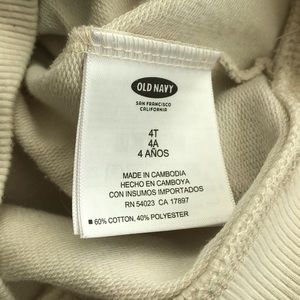 OLD NAVY
SAN FRANCISCO
CALIFORNIA
4T
4A
4 AÑOS
MADE IN CAMBODIA
HECHO EN CAMBOYA
CON INSUMOS IMPORTADOS
RN 54023 CA 17897
60% COTTON, 40% POLYESTER